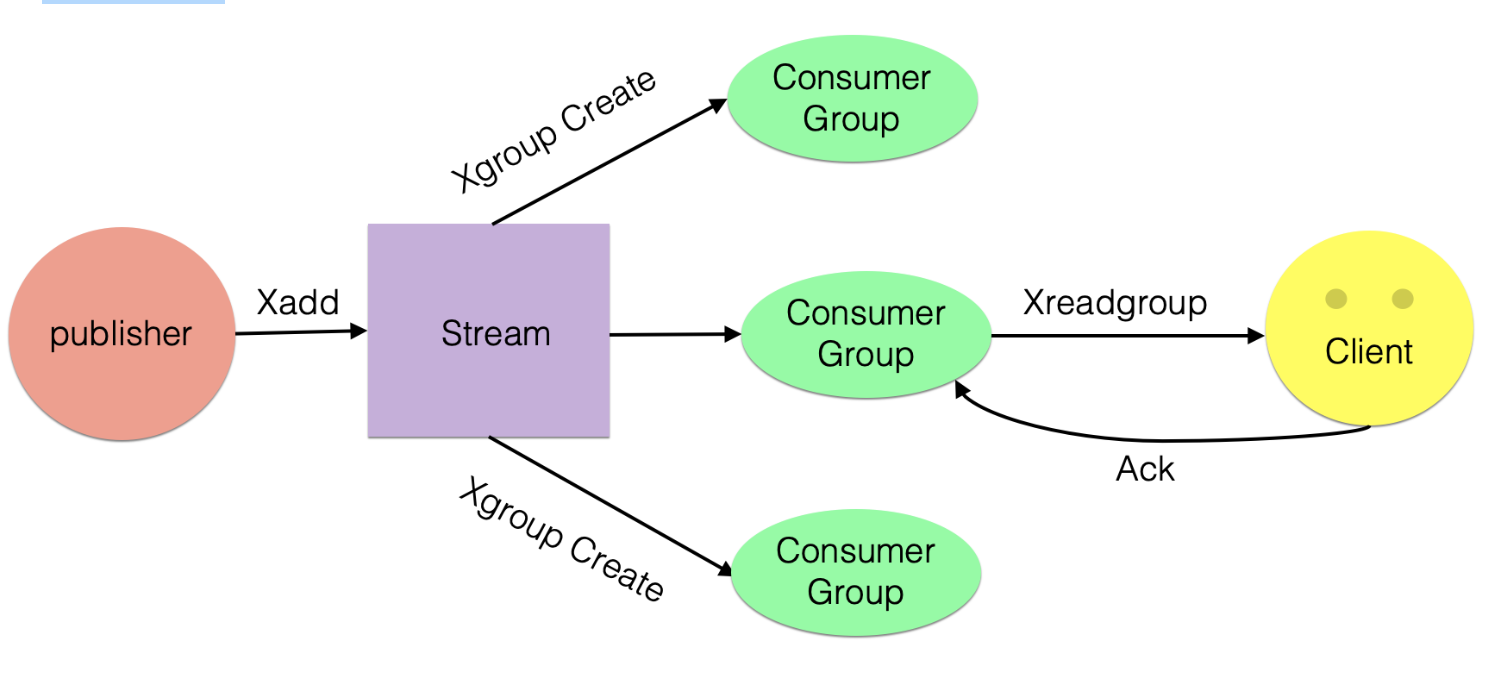 Consumer
Group
Xgroup Create
publisher
Xadd
Stream
Consumer
Group
Xreadgroup
Client
Ack
Xgroup Create
Consumer
Group